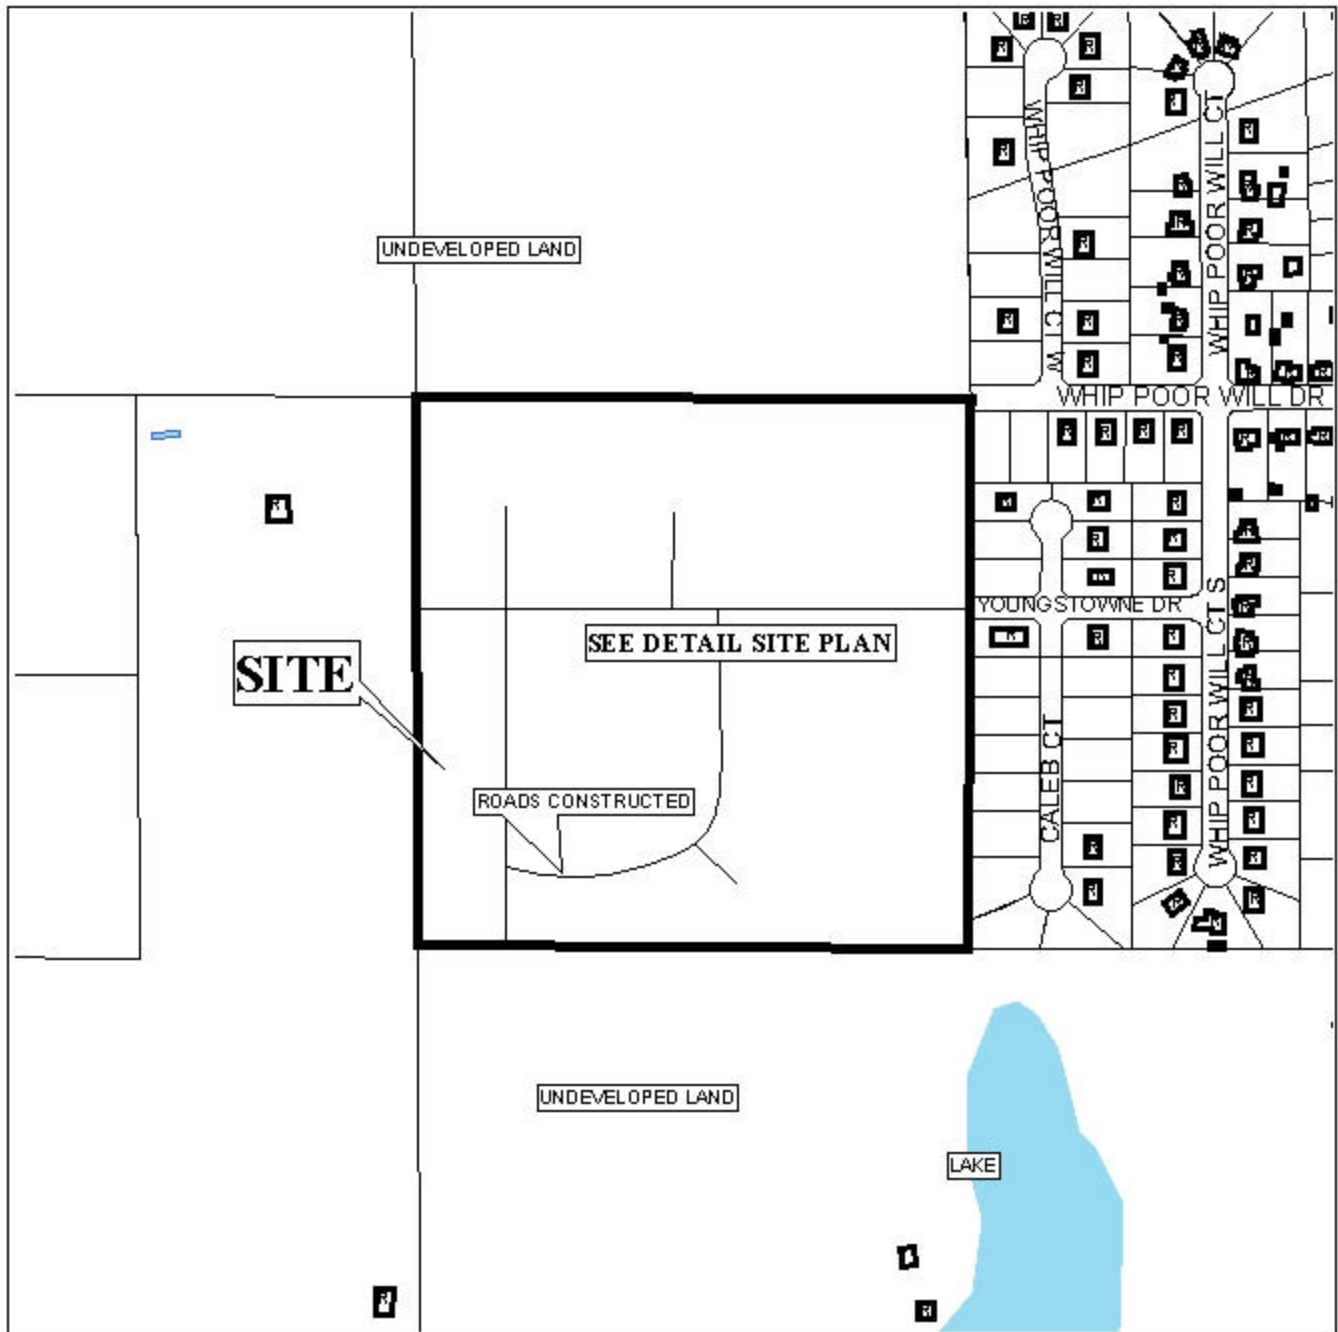 WHIP POOR WILL CT W
WHIP POOR WILL CT
UNDEVELOPED LAND
WHIP POOR WILL DR
YOUNGSTOWNE DR
SEE DETAIL SITE PLAN
SITE
CALEB CT
WHIP POOR WILL CT S
ROADS CONSTRUCTED
UNDEVELOPED LAND
LAKE